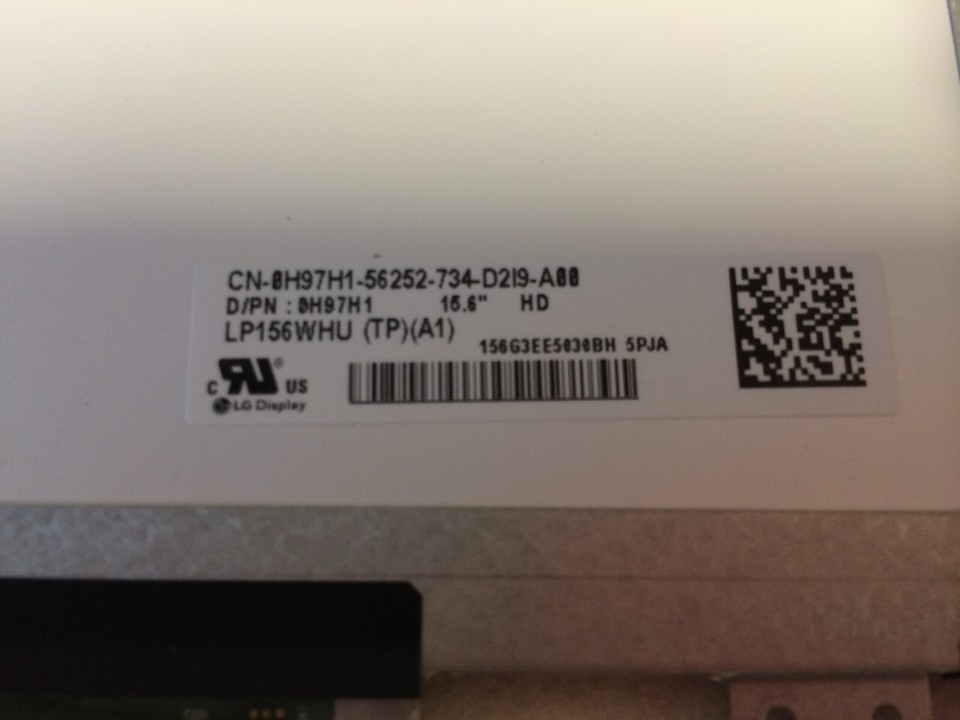 CN-0H97H1-56252-734-D2I9-A00
D/PN : 0H97H1 15.6" HD
LP156WHU (TP)(A1)
156G3EE5030BH 5PJA
c RU ® US
LG Display